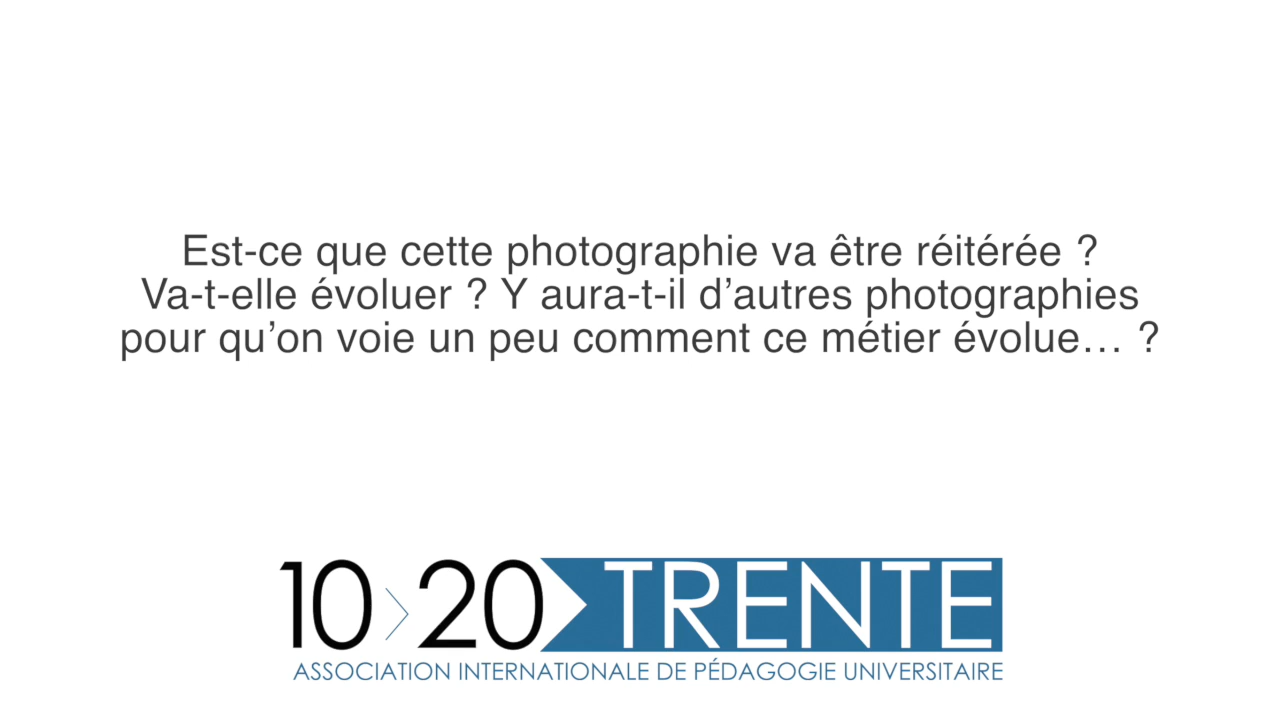 Est-ce que cette photographie va être réitérée ?
Va-t-elle évoluer ? Y aura-t-il d’autres photographies
pour qu’on voie un peu comment ce métier évolue… ?
10 > 20 TRENTE
ASSOCIATION INTERNATIONALE DE PÉDAGOGIE UNIVERSITAIRE